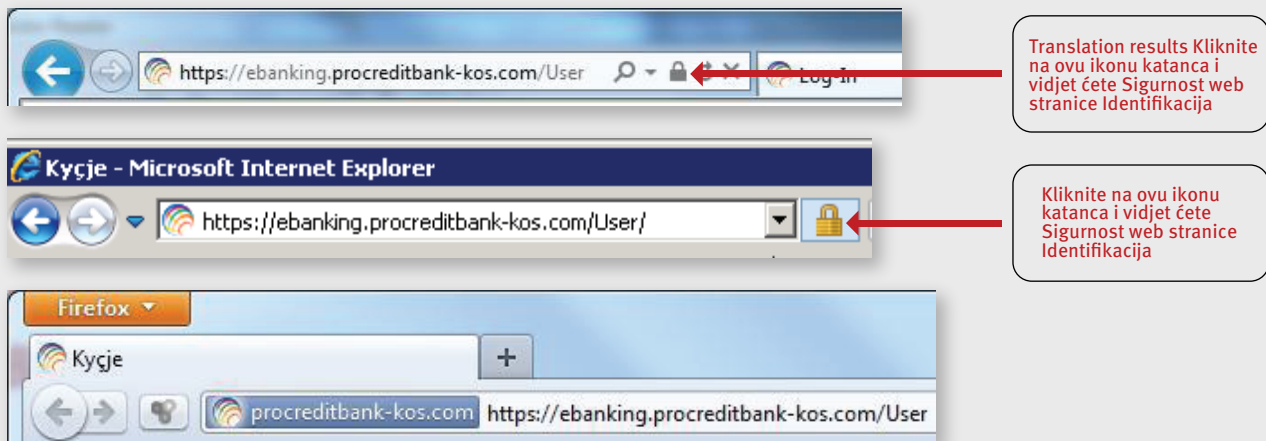 https://ebanking.procreditbank-kos.com/User
Log-In
Translation results Kliknite
na ovu ikonu katanca i
vidjet ćete Sigurnost web
stranice Identifikacija
Kyçje - Microsoft Internet Explorer
https://ebanking.procreditbank-kos.com/User/
Kliknite na ovu ikonu
katanca i vidjet ćete
Sigurnost web stranice
Identifikacija
Firefox
Kyçje
procreditbank-kos.com https://ebanking.procreditbank-kos.com/User